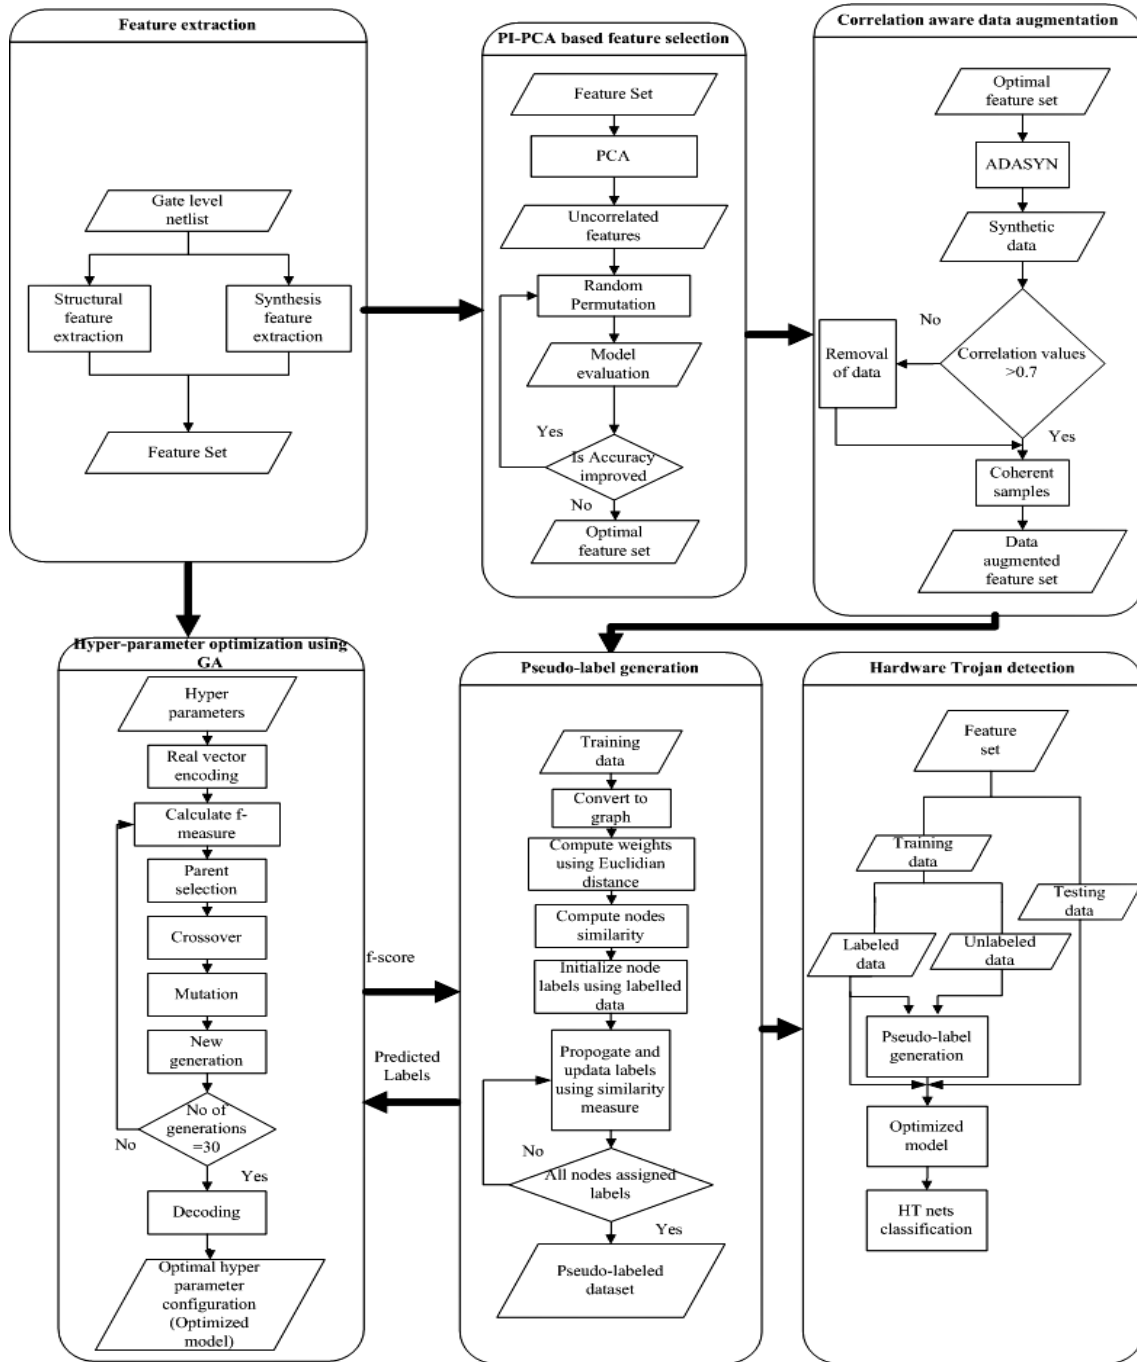 Feature extraction
Gate level
netlist
Structural
feature
extraction
Synthesis
feature
extraction
Feature Set
PI-PCA based feature selection
Feature Set
PCA
Uncorrelated
features
Random
Permutation
Model
evaluation
Yes
Is Accuracy
improved
No
Optimal
feature set
Correlation aware data augmentation
Optimal
feature set
ADASYN
Synthetic
data
No
Removal
of data
Correlation values
>0.7
Yes
Coherent
samples
Data
augmented
feature set
Hyper-parameter optimization using
GA
Hyper
parameters
Real vector
encoding
Calculate f-
measure
Parent
selection
Crossover
Mutation
New
generation
No of
generations
=30
No
Yes
Decoding
Optimal hyper
parameter
configuration
(Optimized
model)
f-score
Predicted
Labels
Pseudo-label generation
Training
data
Convert to
graph
Compute weights
using Euclidian
distance
Compute nodes
similarity
Initialize node
labels using labelled
data
Propogate and
updata labels
using similarity
measure
No
All nodes assigned
labels
Yes
Pseudo-labeled
dataset
Hardware Trojan detection
Feature
set
Training
data
Testing
data
Labeled
data
Unlabeled
data
Pseudo-label
generation
Optimized
model
HT nets
classification